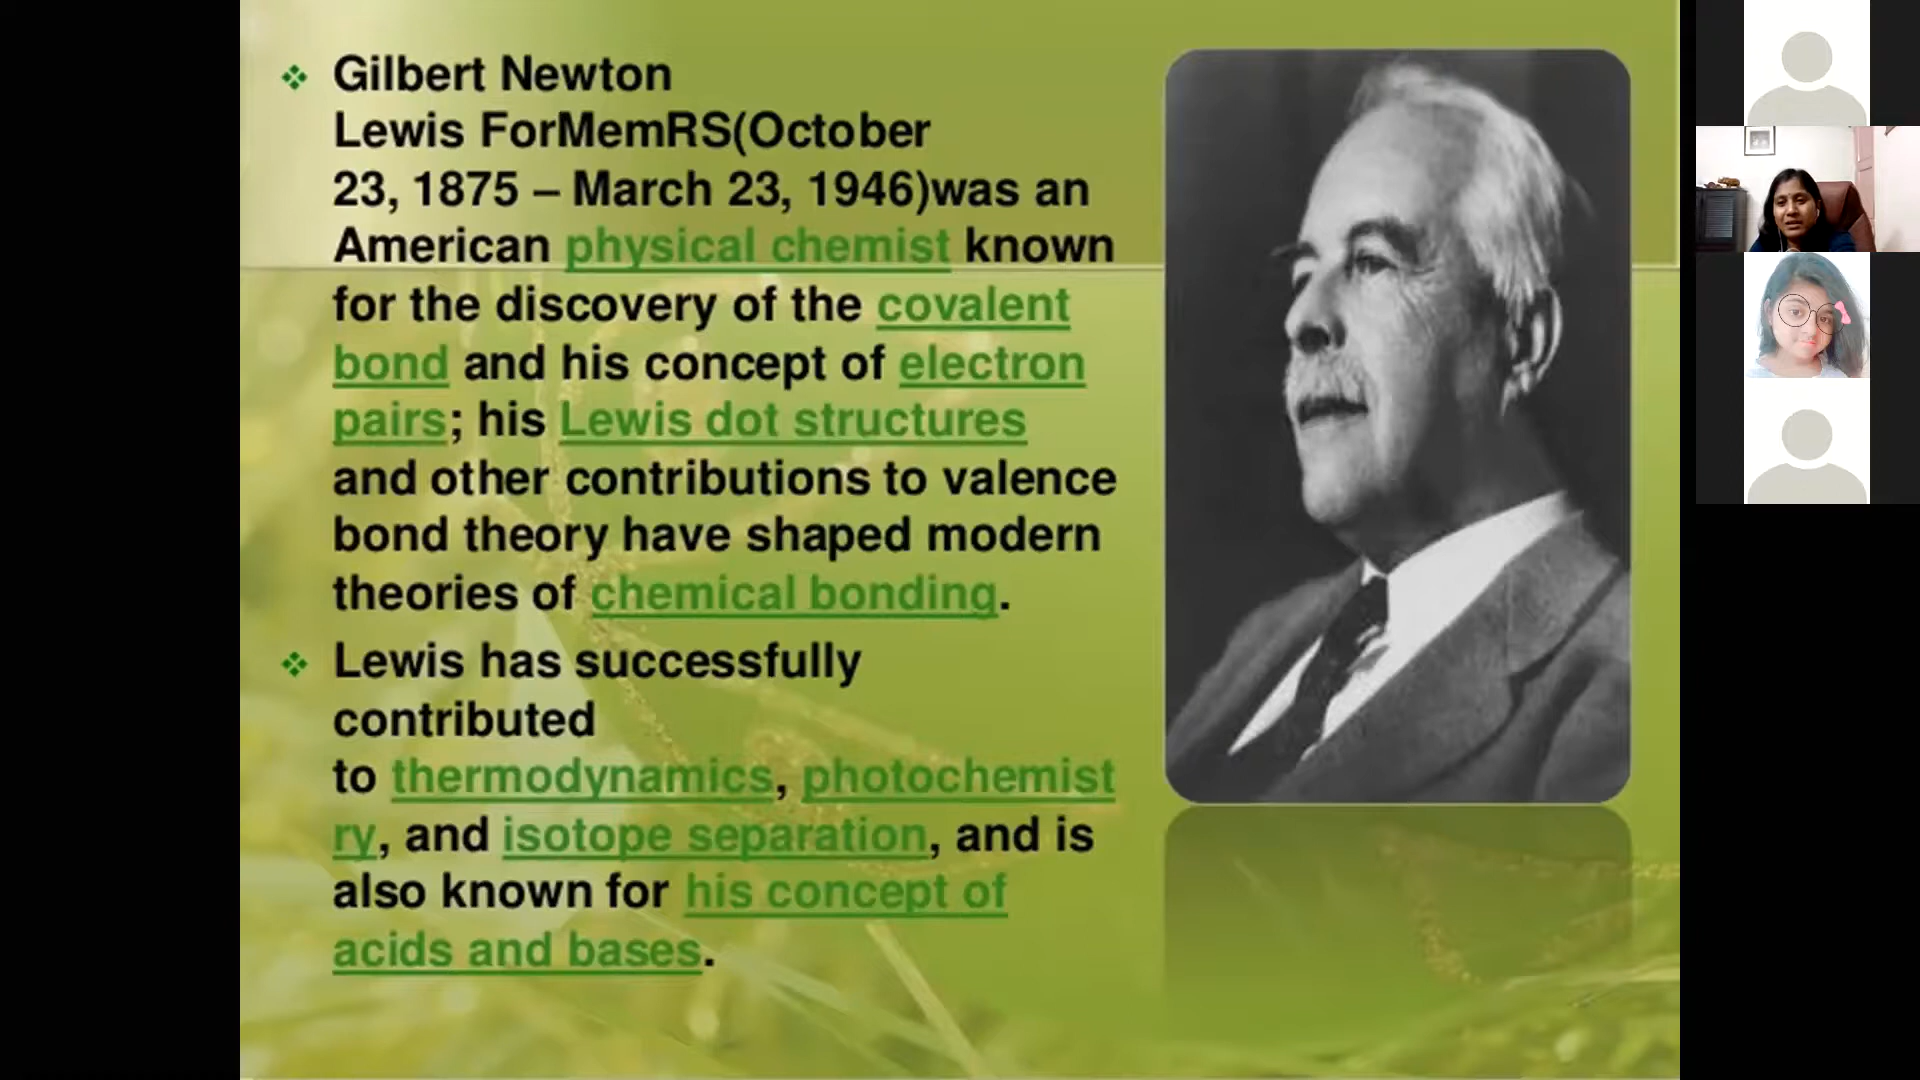 Gilbert Newton
Lewis ForMemRS(October
23, 1875 – March 23, 1946)was an
American physical chemist known
for the discovery of the covalent
bond and his concept of electron
pairs; his Lewis dot structures
and other contributions to valence
bond theory have shaped modern
theories of chemical bonding.
Lewis has successfully
contributed
to thermodynamics, photochemist
ry, and isotope separation, and is
also known for his concept of
acids and bases.